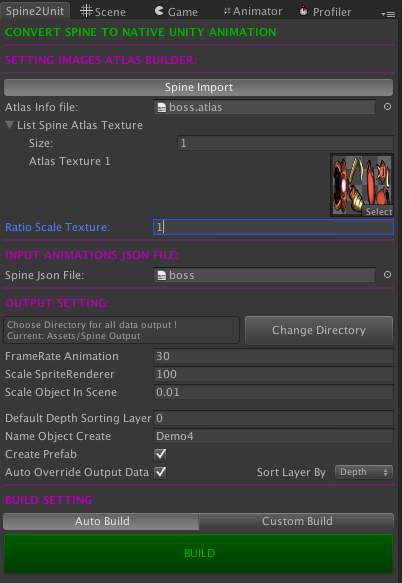 Spine2Unit Scene Game Animator Profiler
CONVERT SPINE TO NATIVE UNITY ANIMATION
SETTING IMAGES ATLAS BUILDER:
Spine Import
Atlas Info file: boss.atlas
List Spine Atlas Texture
Size: 1
Atlas Texture 1
Select
Ratio Scale Texture: 1
INPUT ANIMATIONS JSON FILE:
Spine Json File: boss
OUTPUT SETTING:
Choose Directory for all data output !
Current: Assets/Spine Output
Change Directory
FrameRate Animation 30
Scale SpriteRenderer 100
Scale Object In Scene 0.01
Default Depth Sorting Layer 0
Name Object Create Demo4
Create Prefab
Auto Override Output Data Sort Layer By Depth
BUILD SETTING
Auto Build Custom Build
BUILD